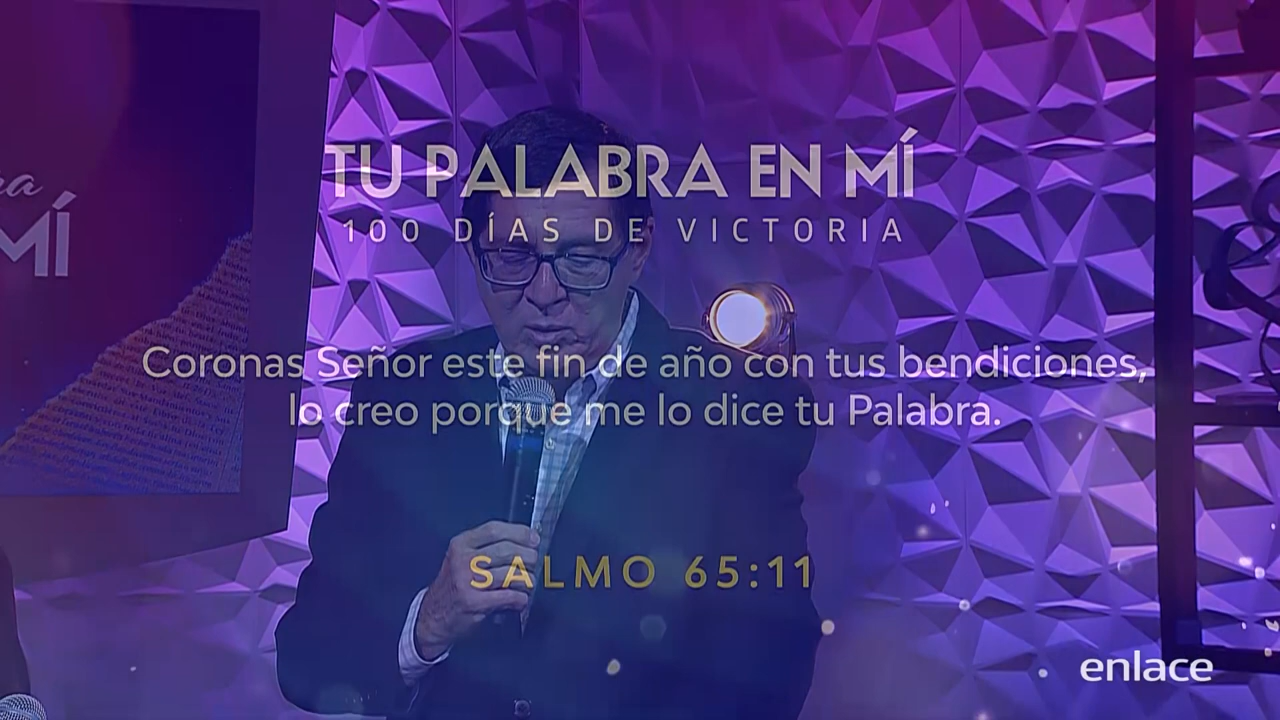 TU PALABRA EN MÍ
100 DÍAS DE VICTORIA
Coronas Señor este fin de año con tus bendiciones,
lo creo porque me lo dice tu Palabra.
SALMO 65:11
MÍ
enlace